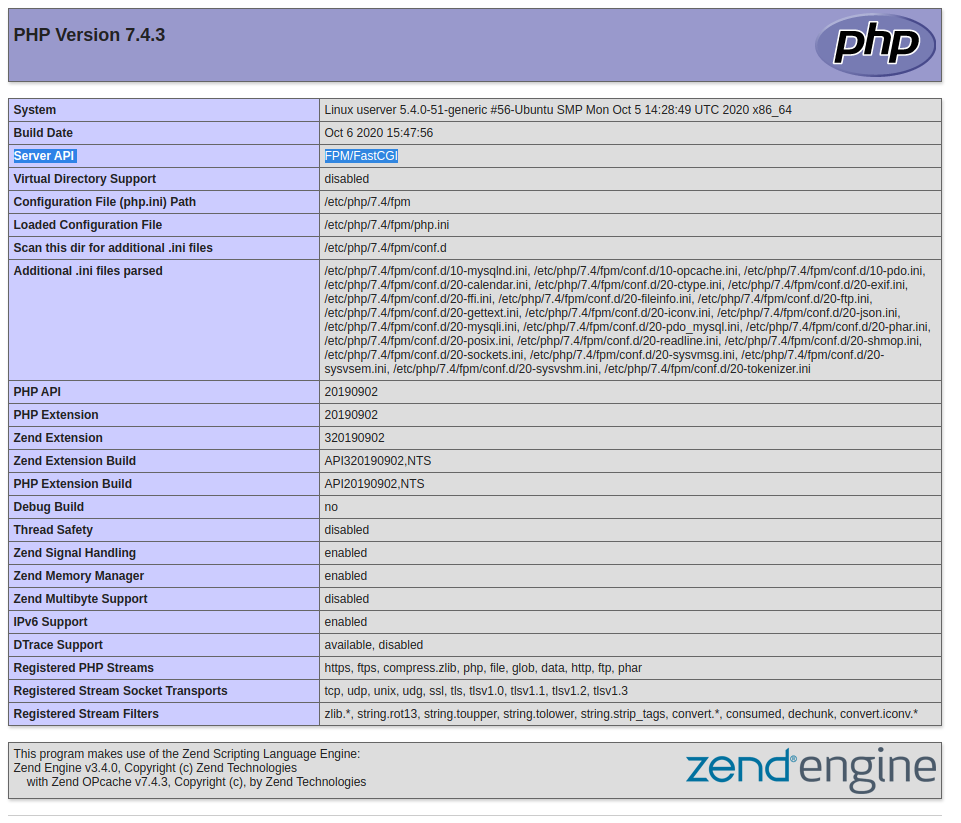 PHP Version 7.4.3
php
System Linux userver 5.4.0-51-generic #56-Ubuntu SMP Mon Oct 5 14:28:49 UTC 2020 x86_64
Build Date Oct 6 2020 15:47:56
Server API FPM/FastCGI
Virtual Directory Support disabled
Configuration File (php.ini) Path /etc/php/7.4/fpm
Loaded Configuration File /etc/php/7.4/fpm/php.ini
Scan this dir for additional .ini files /etc/php/7.4/fpm/conf.d
Additional .ini files parsed /etc/php/7.4/fpm/conf.d/10-mysqlnd.ini, /etc/php/7.4/fpm/conf.d/10-opcache.ini, /etc/php/7.4/fpm/conf.d/10-pdo.ini,
/etc/php/7.4/fpm/conf.d/20-calendar.ini, /etc/php/7.4/fpm/conf.d/20-ctype.ini, /etc/php/7.4/fpm/conf.d/20-exif.ini,
/etc/php/7.4/fpm/conf.d/20-ffi.ini, /etc/php/7.4/fpm/conf.d/20-fileinfo.ini, /etc/php/7.4/fpm/conf.d/20-ftp.ini,
/etc/php/7.4/fpm/conf.d/20-gettext.ini, /etc/php/7.4/fpm/conf.d/20-iconv.ini, /etc/php/7.4/fpm/conf.d/20-json.ini,
/etc/php/7.4/fpm/conf.d/20-mysqli.ini, /etc/php/7.4/fpm/conf.d/20-pdo_mysql.ini, /etc/php/7.4/fpm/conf.d/20-phar.ini,
/etc/php/7.4/fpm/conf.d/20-posix.ini, /etc/php/7.4/fpm/conf.d/20-readline.ini, /etc/php/7.4/fpm/conf.d/20-shmop.ini,
/etc/php/7.4/fpm/conf.d/20-sockets.ini, /etc/php/7.4/fpm/conf.d/20-sysvmsg.ini, /etc/php/7.4/fpm/conf.d/20-
sysvsem.ini, /etc/php/7.4/fpm/conf.d/20-sysvshm.ini, /etc/php/7.4/fpm/conf.d/20-tokenizer.ini
PHP API 20190902
PHP Extension 20190902
Zend Extension 320190902
Zend Extension Build API320190902,NTS
PHP Extension Build API20190902,NTS
Debug Build no
Thread Safety disabled
Zend Signal Handling enabled
Zend Memory Manager enabled
Zend Multibyte Support disabled
IPv6 Support enabled
DTrace Support available, disabled
Registered PHP Streams https, ftps, compress.zlib, php, file, glob, data, http, ftp, phar
Registered Stream Socket Transports tcp, udp, unix, udg, ssl, tls, tlsv1.0, tlsv1.1, tlsv1.2, tlsv1.3
Registered Stream Filters zlib.*, string.rot13, string.toupper, string.tolower, string.strip_tags, convert.*, consumed, dechunk, convert.iconv.*
This program makes use of the Zend Scripting Language Engine:
Zend Engine v3.4.0, Copyright (c) Zend Technologies
with Zend OPcache v7.4.3, Copyright (c), by Zend Technologies
zend®engine